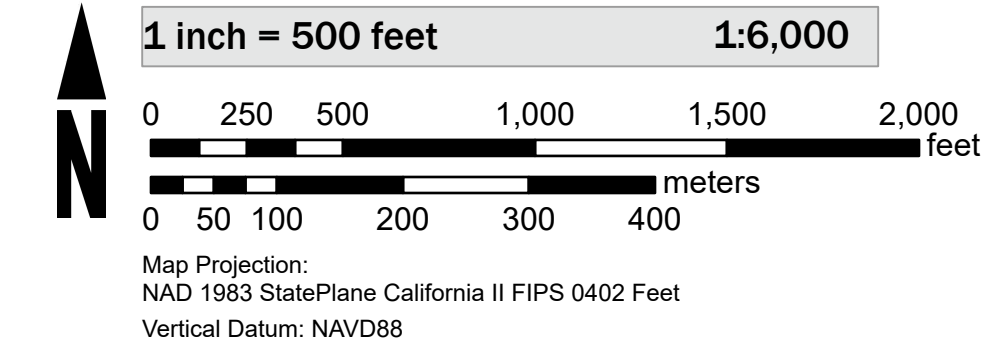 1 inch = 500 feet 1:6,000
0 250 500 1,000 1,500 2,000
feet
N
meters
0 50 100 200 300 400
Map Projection:
NAD 1983 StatePlane California II FIPS 0402 Feet
Vertical Datum: NAVD88